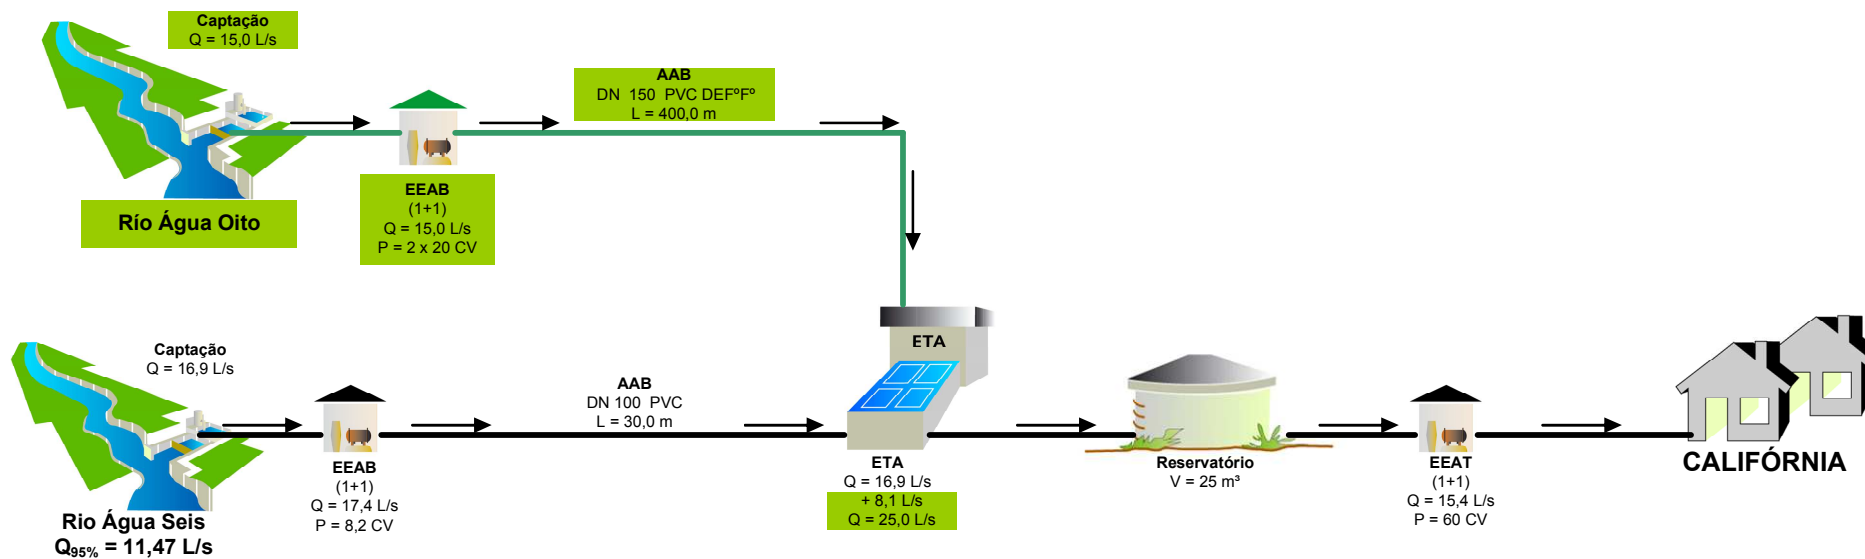 Captação
Q = 15,0 L/s
AAB
DN 150 PVC DEFºFº
L = 400,0 m
EEAB
(1+1)
Q = 15,0 L/s
P = 2 x 20 CV
Río Água Oito
Captação
Q = 16,9 L/s
AAB
DN 100 PVC
L = 30,0 m
ETA
EEAB
(1+1)
Q = 17,4 L/s
P = 8,2 CV
Rio Água Seis
Q95% = 11,47 L/s
ETA
Q = 16,9 L/s
+ 8,1 L/s
Q = 25,0 L/s
Reservatório
V = 25 m³
EEAT
(1+1)
Q = 15,4 L/s
P = 60 CV
CALIFÓRNIA